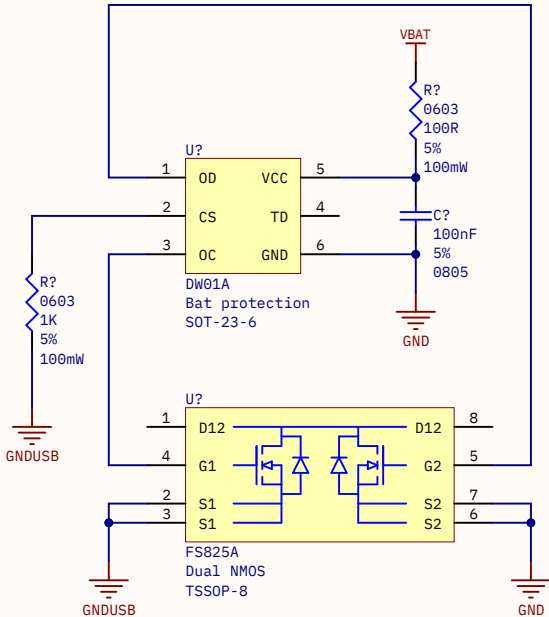 VBAT
R?
0603
100R
5%
100mW
U?
1 OD VCC 5
2 CS TD 4
3 OC GND 6
DW01A
Bat protection
SOT-23-6
C?
100nF
5%
0805
GND
R?
0603
1K
5%
100mW
GNDUSB
U?
1 D12 D12 8
4 G1 G2 5
2 S1 S2 7
3 S1 S2 6
FS825A
Dual NMOS
TSSOP-8
GNDUSB
GND